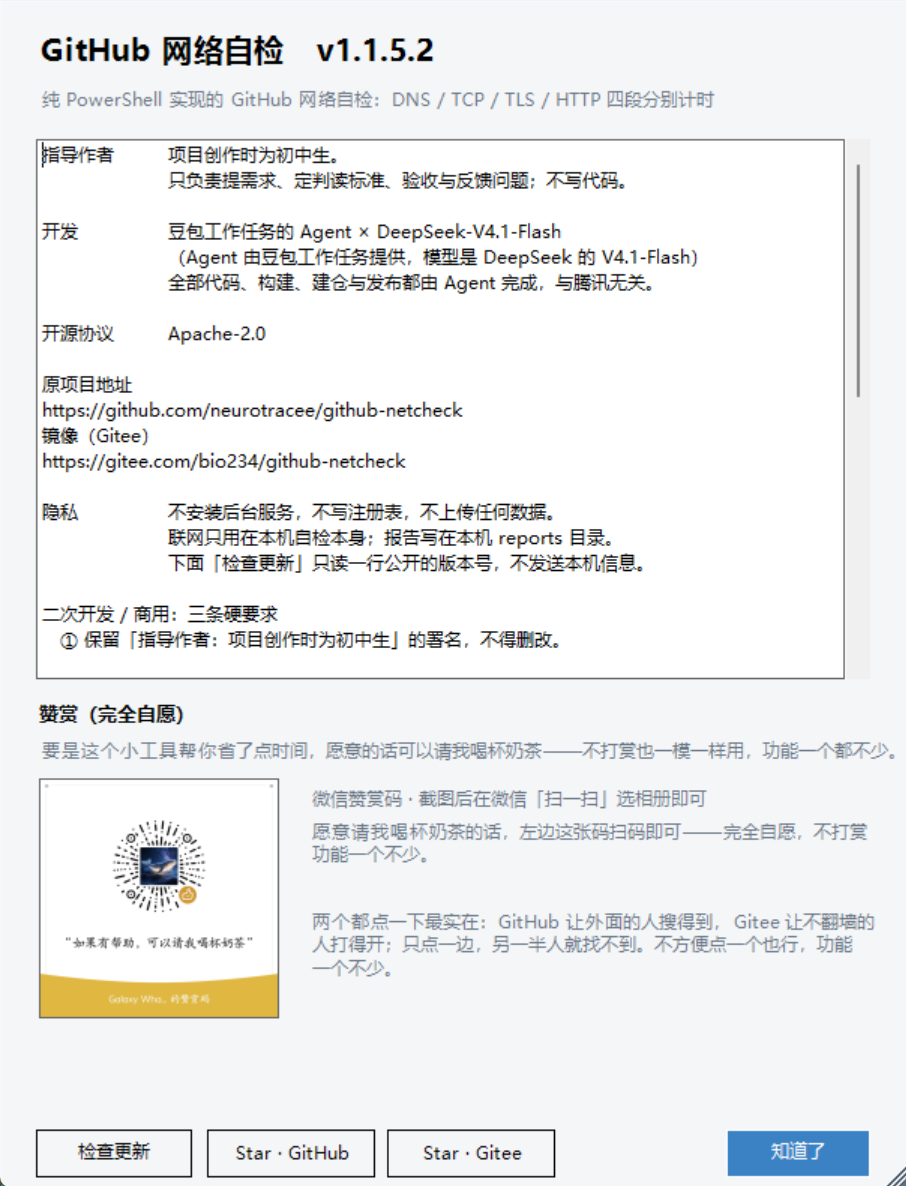 GitHub 网络自检 v1.1.5.2
纯 PowerShell 实现的 GitHub 网络自检：DNS / TCP / TLS / HTTP 四段分别计时
指导作者 项目创作时为初中生。
只负责提需求、定判读标准、验收与反馈问题；不写代码。
开发 豆包工作任务的 Agent × DeepSeek-V4.1-Flash
（Agent 由豆包工作任务提供，模型是 DeepSeek 的 V4.1-Flash）
全部代码、构建、建仓与发布都由 Agent 完成，与腾讯无关。
开源协议 Apache-2.0
原项目地址
https://github.com/neurotracee/github-netcheck
镜像（Gitee）
https://gitee.com/bio234/github-netcheck
隐私 不安装后台服务，不写注册表，不上传任何数据。
联网只用在本机自检本身；报告写在本机 reports 目录。
下面「检查更新」只读一行公开的版本号，不发送本机信息。
二次开发 / 商用：三条硬要求
① 保留「指导作者：项目创作时为初中生」的署名，不得删改。
赞赏（完全自愿）
要是这个小工具帮你省了点时间，愿意的话可以请我喝杯奶茶——不打赏也一模一样用，功能一个都不少。
微信赞赏码 · 截图后在微信「扫一扫」选相册即可
愿意请我喝杯奶茶的话，左边这张码扫码即可——完全自愿，不打赏
功能一个不少。
两个都点一下最实在：GitHub 让外面的人搜得到，Gitee 让不翻墙的
人打得开；只点一边，另一半人就找不到。不方便点一个也行，功能
一个不少。
“如果有帮助，可以请我喝杯奶茶”
Galaxy Who.. 的赞赏码
检查更新
Star · GitHub
Star · Gitee
知道了